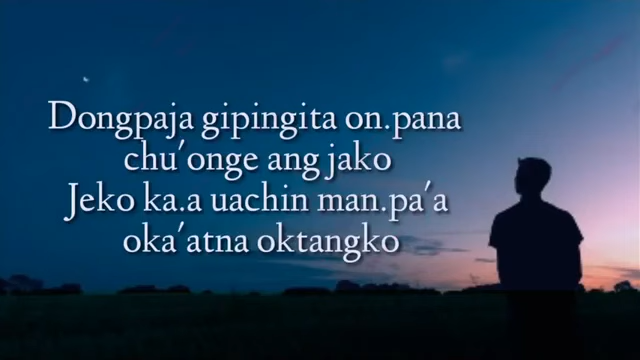 Dongpaja gipingita on.pana
chu'onge ang jako
Jeko ka.a uachin man.pa'a
oka'atna oktangko